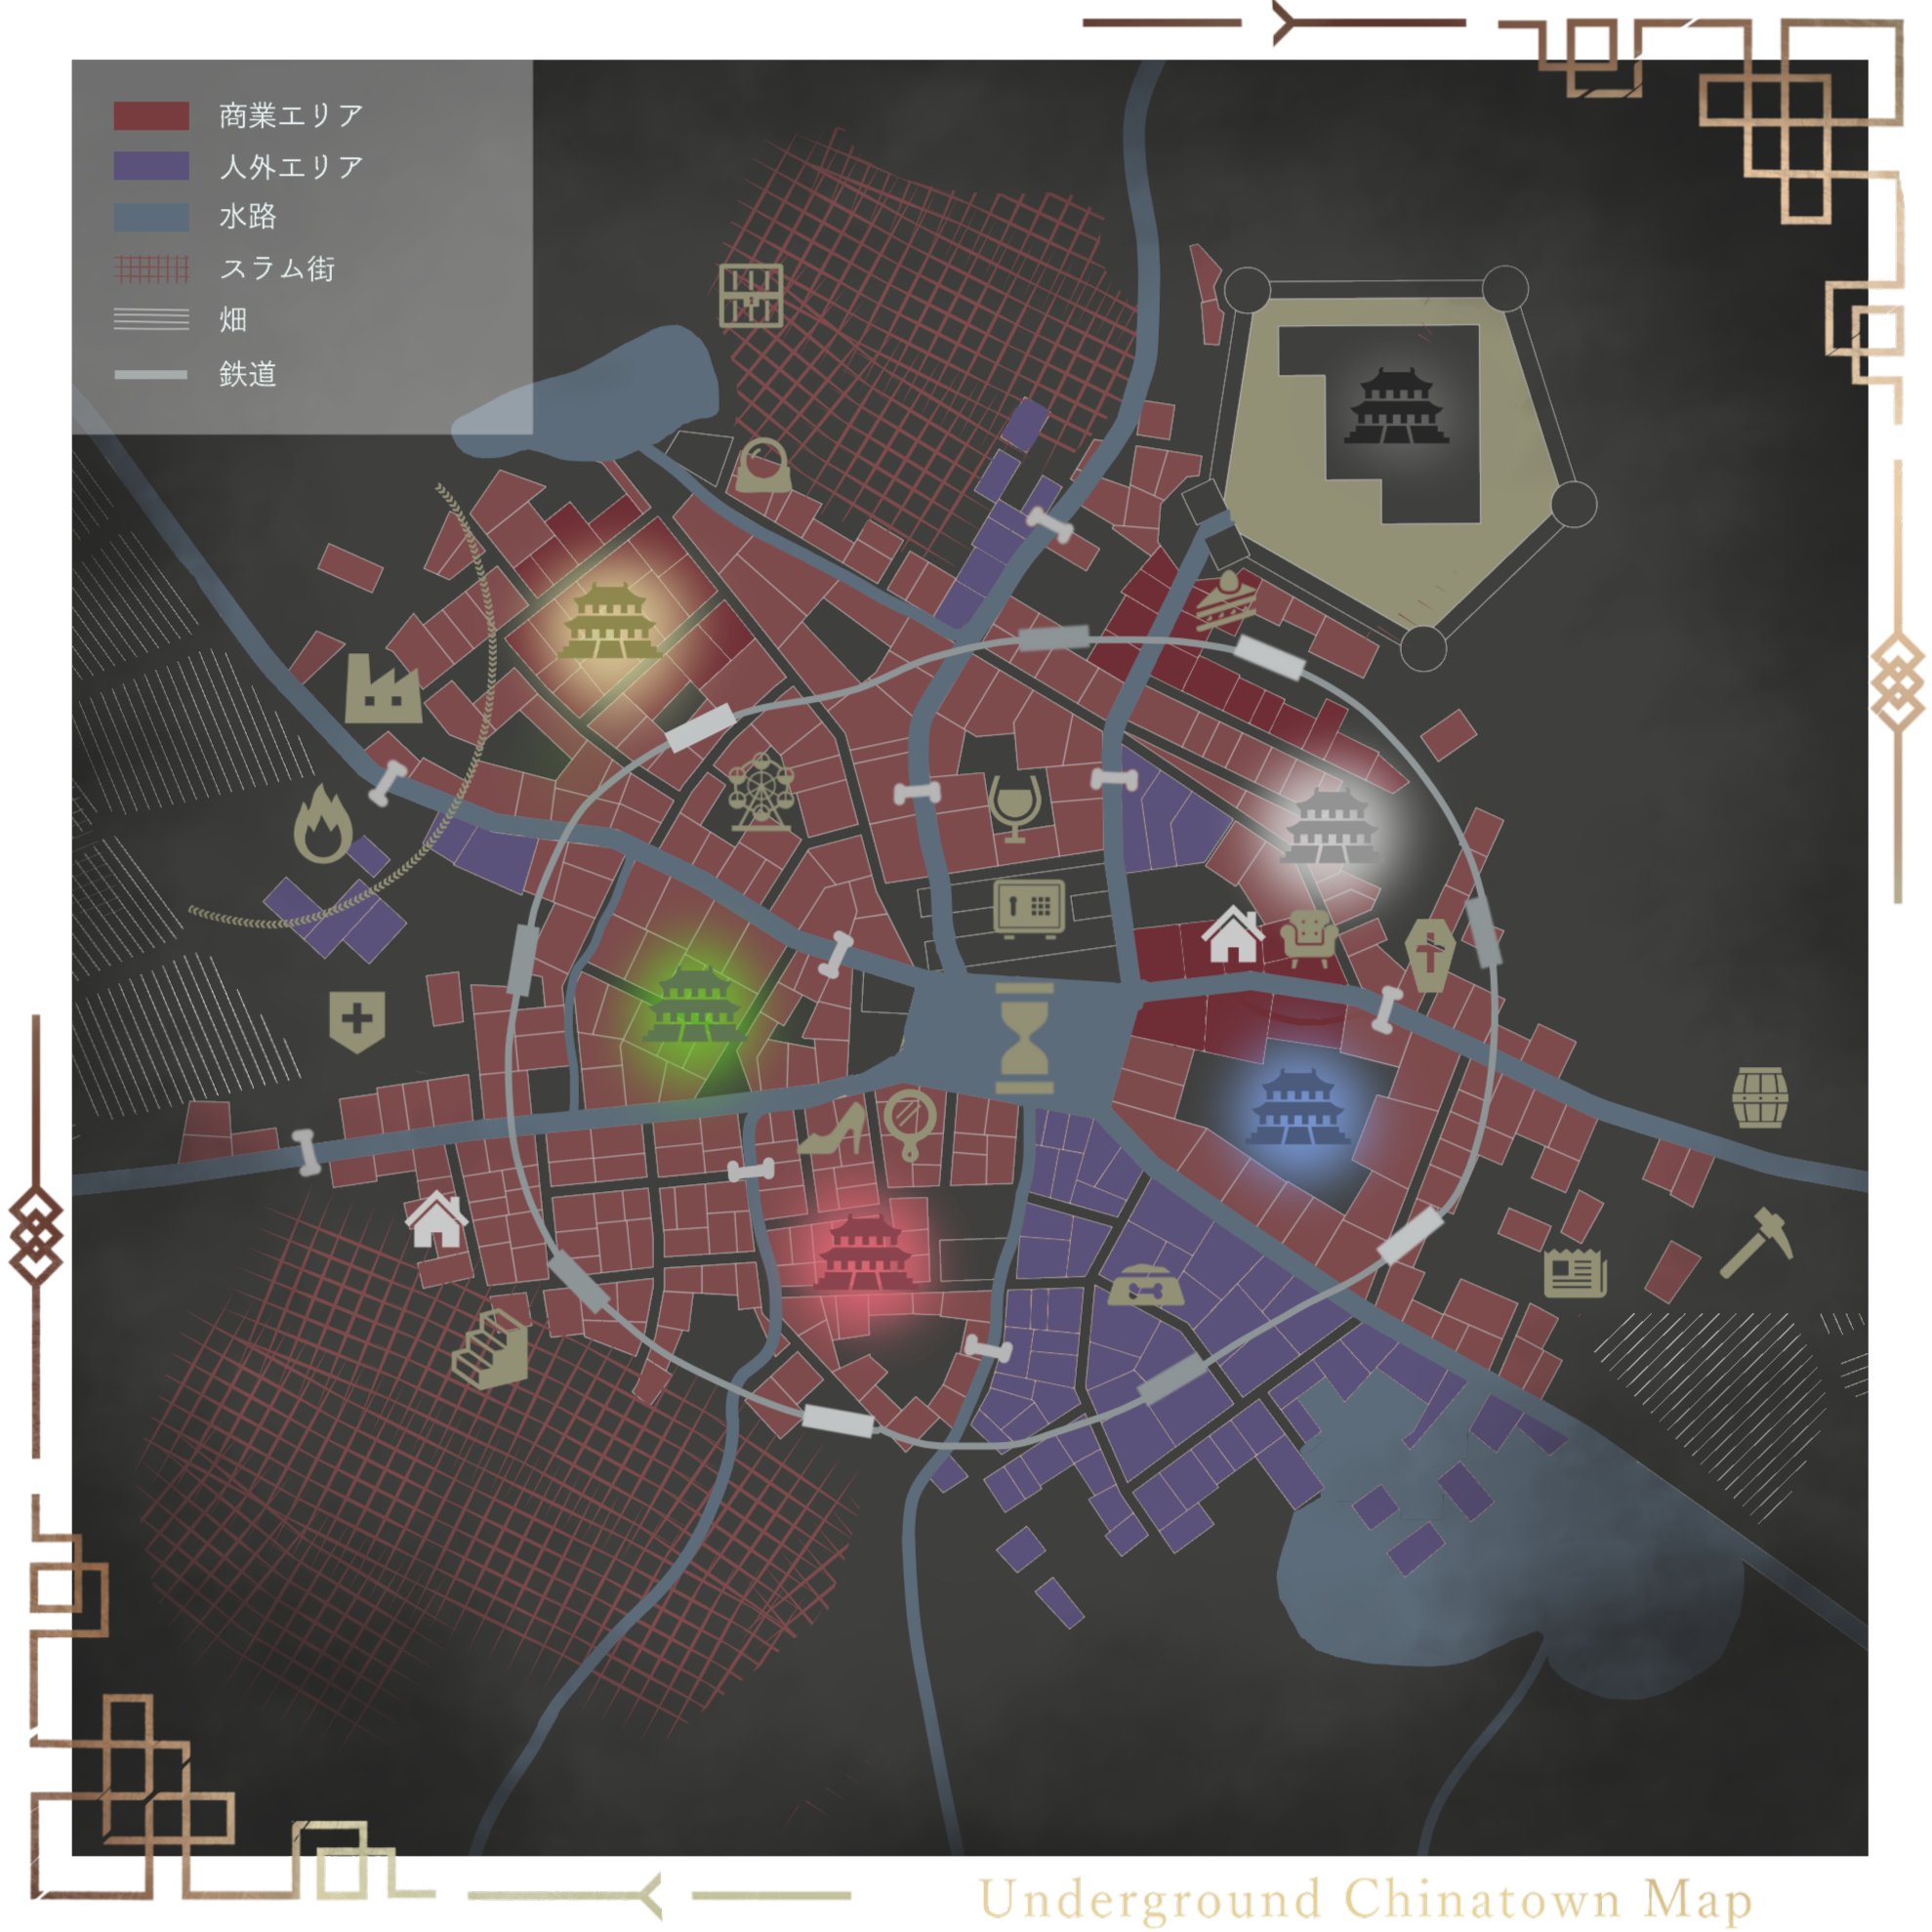 商業エリア
人外エリア
水路
スラム街
畑
鉄道
Underground Chinatown Map